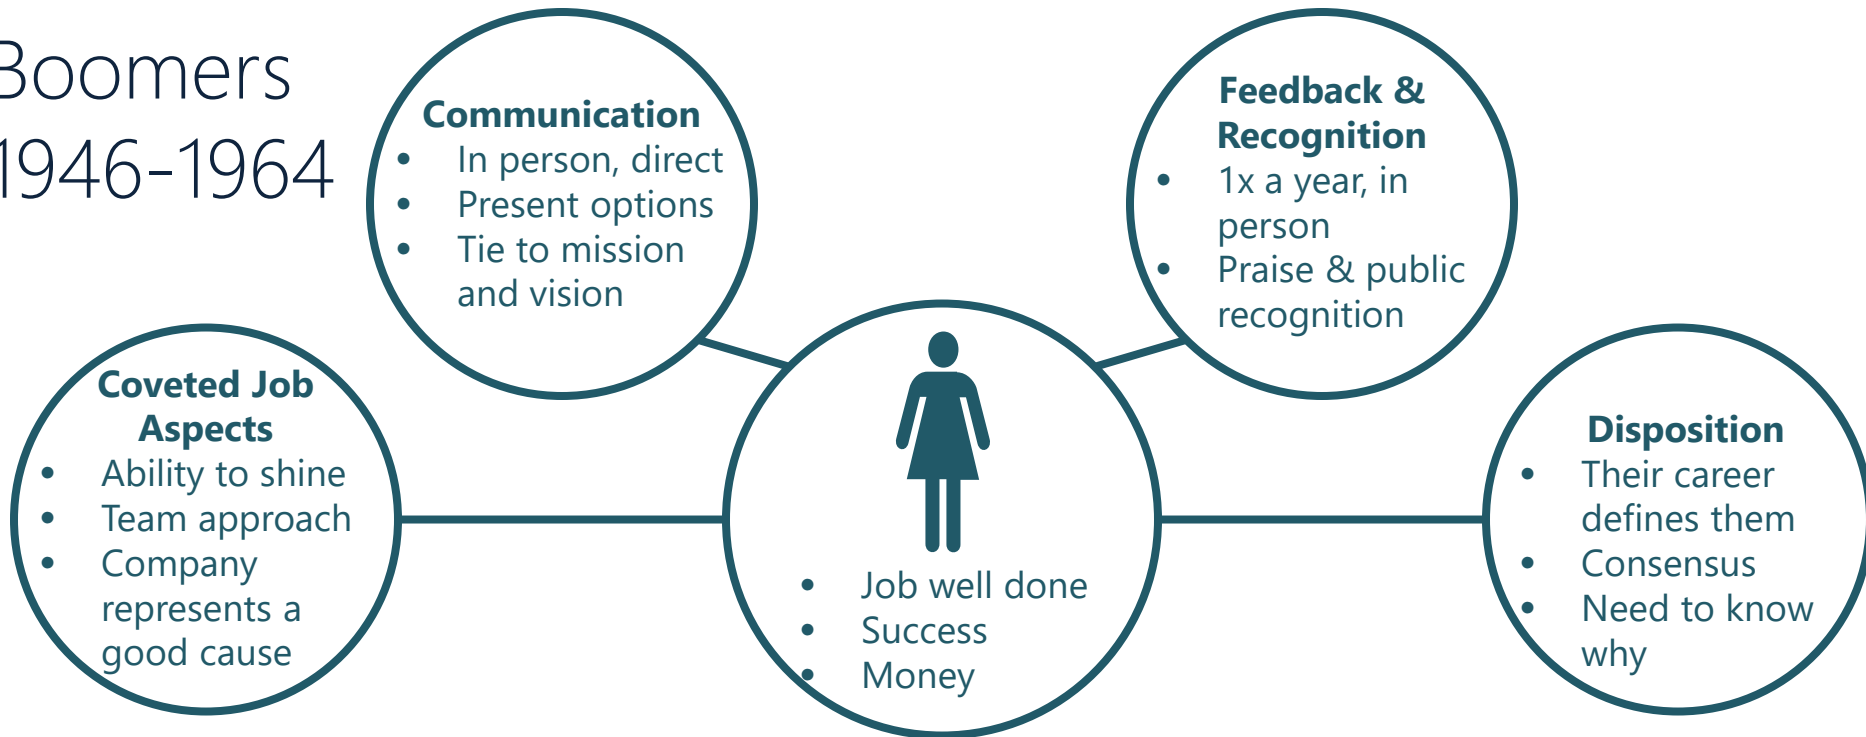 Boomers
1946-1964
Communication
• In person, direct
• Present options
• Tie to mission
and vision
Feedback &
Recognition
• 1x a year, in
person
• Praise & public
recognition
Coveted Job
Aspects
• Ability to shine
• Team approach
• Company
represents a
good cause
• Job well done
• Success
• Money
Disposition
• Their career
defines them
• Consensus
• Need to know
why